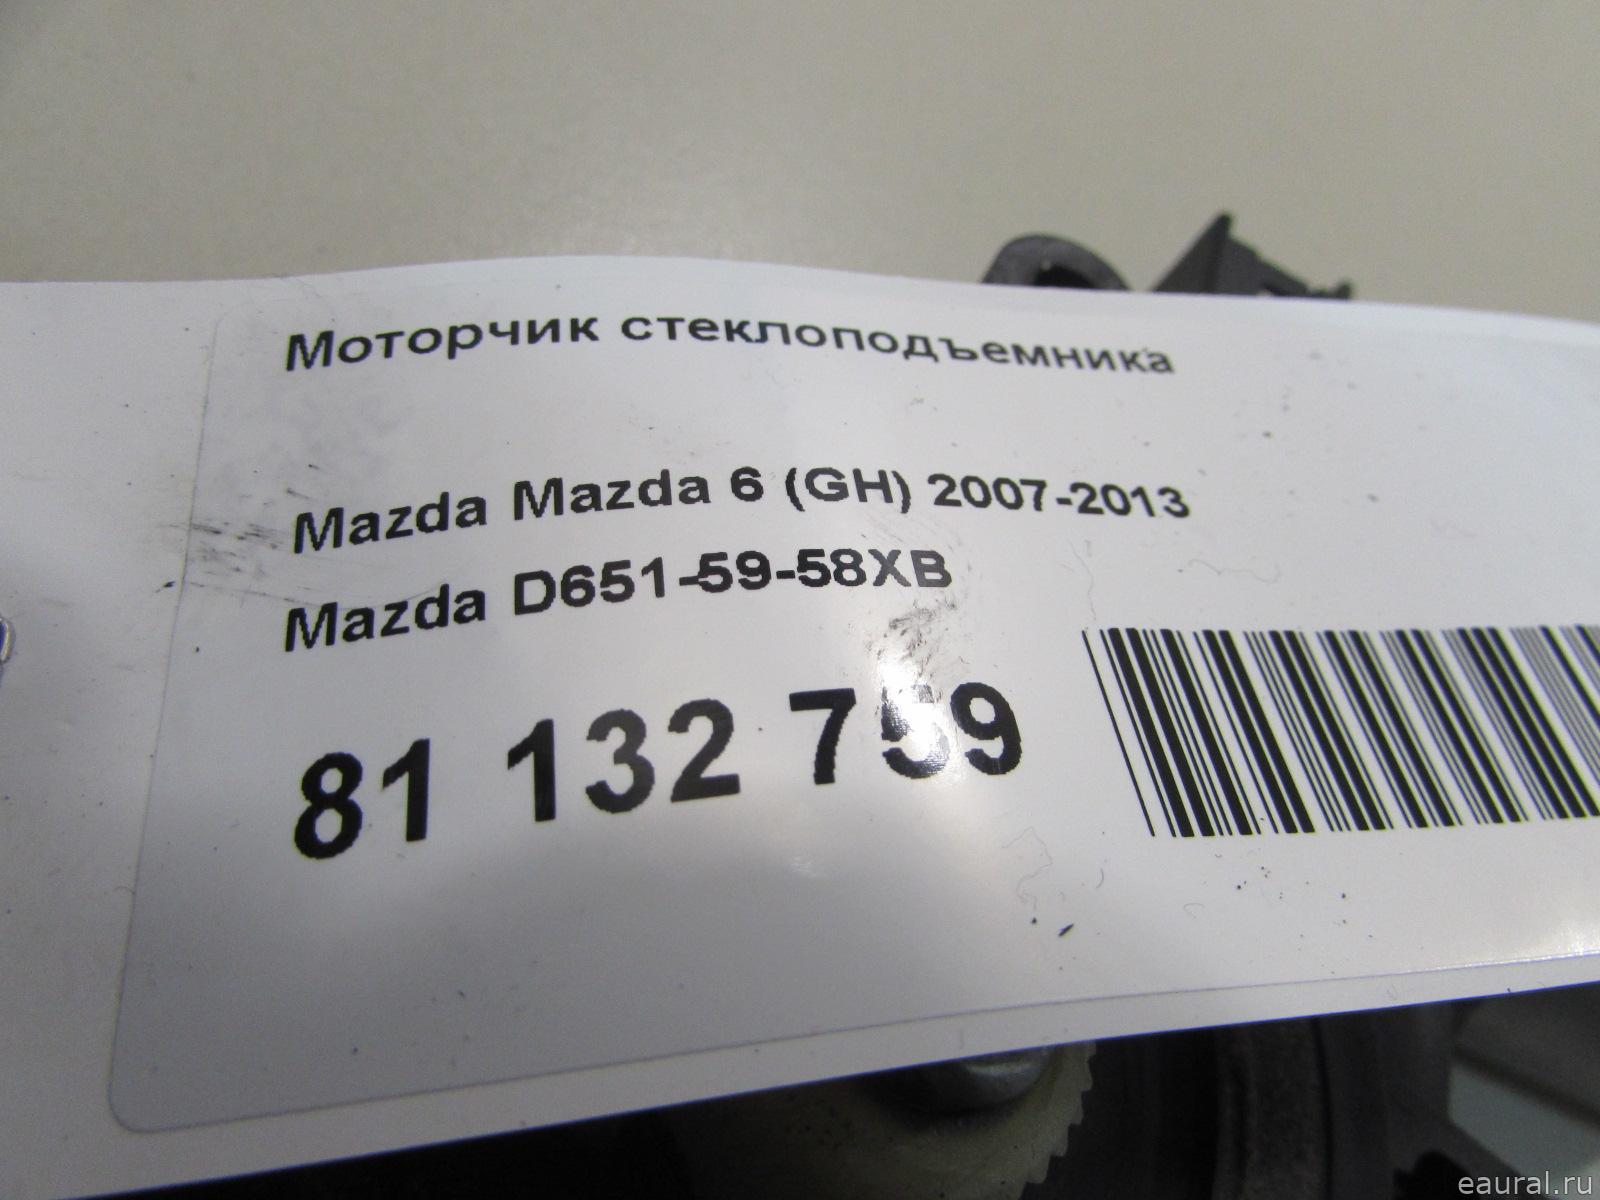 Моторчик стеклоподъемника
Mazda Mazda 6 (GH) 2007-2013
Mazda D651-59-58XB
81 132 759
eaural.ru